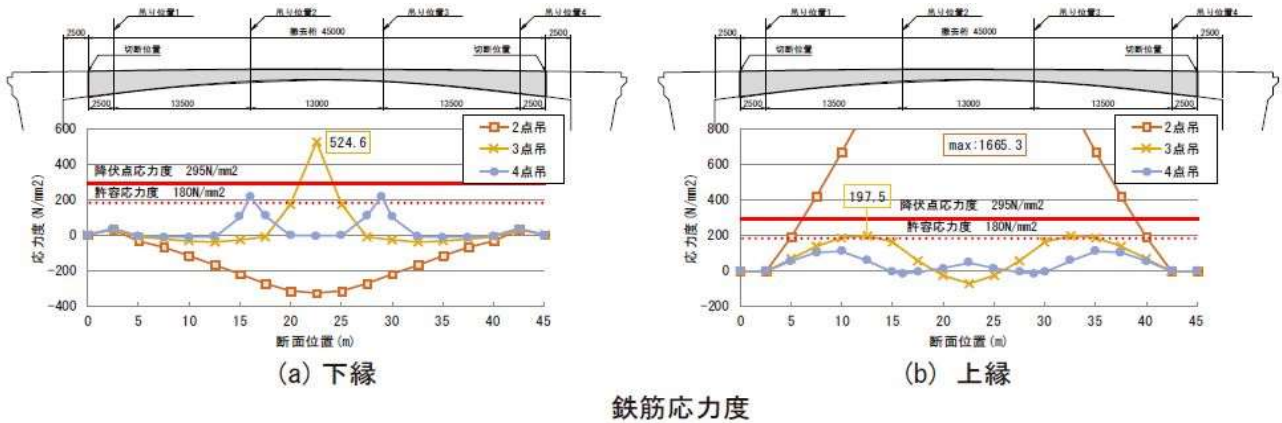 吊り位置1 吊り位置2 吊り位置3 吊り位置4
2500 撤去桁 45000 2500
切断位置 切断位置
2500 13500 13000 13500 2500
600
400
200
0
-200
-400
応力度(N/mm2)
524.6
2点吊
3点吊
4点吊
降伏点応力度 295N/mm2
許容応力度 180N/mm2
0 5 10 15 20 25 30 35 40 45
断面位置(m)
(a) 下縁
吊り位置1 吊り位置2 吊り位置3 吊り位置4
2500 撤去桁 45000 2500
切断位置 切断位置
2500 13500 13000 13500 2500
800
600
400
200
0
-200
応力度(N/mm2)
max:1665.3
2点吊
3点吊
4点吊
197.5
降伏点応力度 295N/mm2
許容応力度 180N/mm2
0 5 10 15 20 25 30 35 40 45
断面位置(m)
(b) 上縁
鉄筋応力度